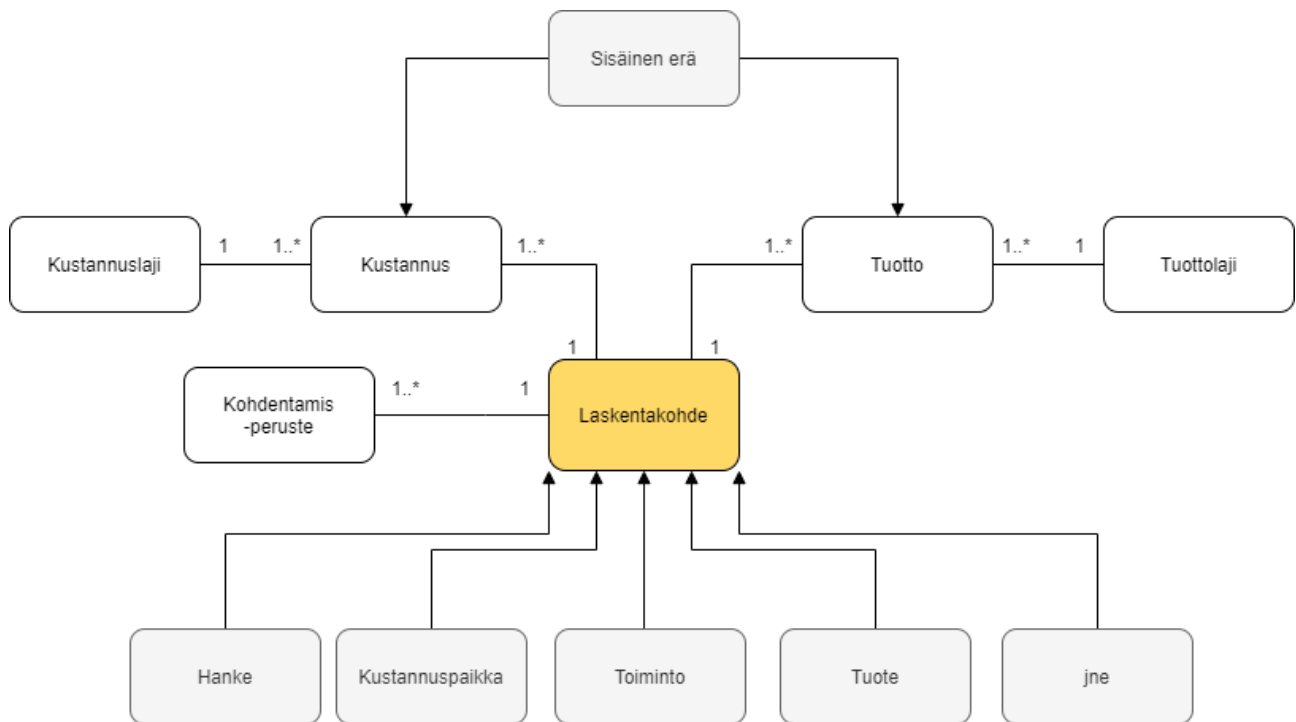 Sisäinen erä
Kustannuslaji
1
1..*
Kustannus
1..*
1..*
Tuotto
1..*
1
Tuottolaji
1
1
Kohdentamis
-peruste
1..*
1
Laskentakohde
Hanke
Kustannuspaikka
Toiminto
Tuote
jne